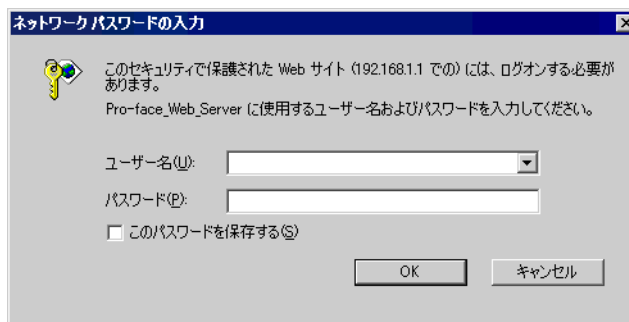 ネットワーク パスワードの入力
このセキュリティで保護された Web サイト (192.168.1.1 での) には、ログオンする必要が
あります。
Pro-face_Web_Server に使用するユーザー名およびパスワードを入力してください。
ユーザー名(U):
パスワード(P):
このパスワードを保存する(S)
OK
キャンセル